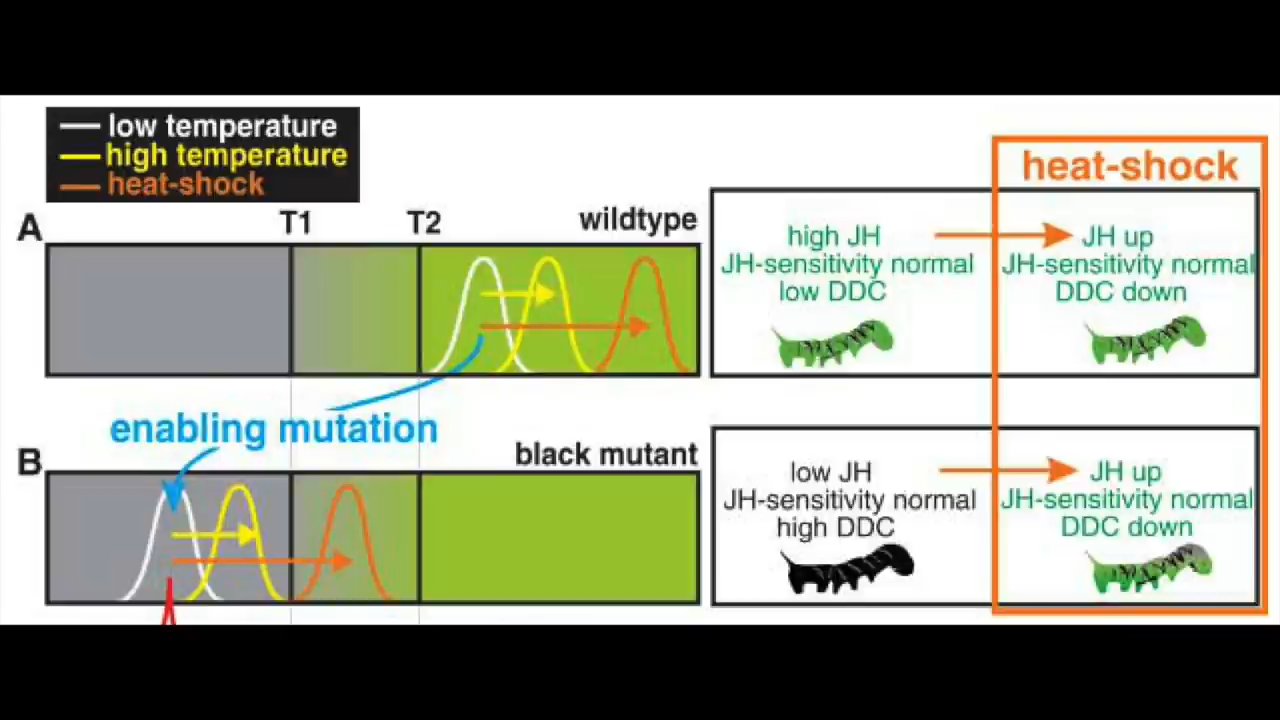 low temperature
high temperature
heat-shock
heat-shock
A
T1
T2
wildtype
high JH
JH-sensitivity normal
low DDC
JH up
JH-sensitivity normal
DDC down
enabling mutation
B
black mutant
low JH
JH-sensitivity normal
high DDC
JH up
JH-sensitivity normal
DDC down